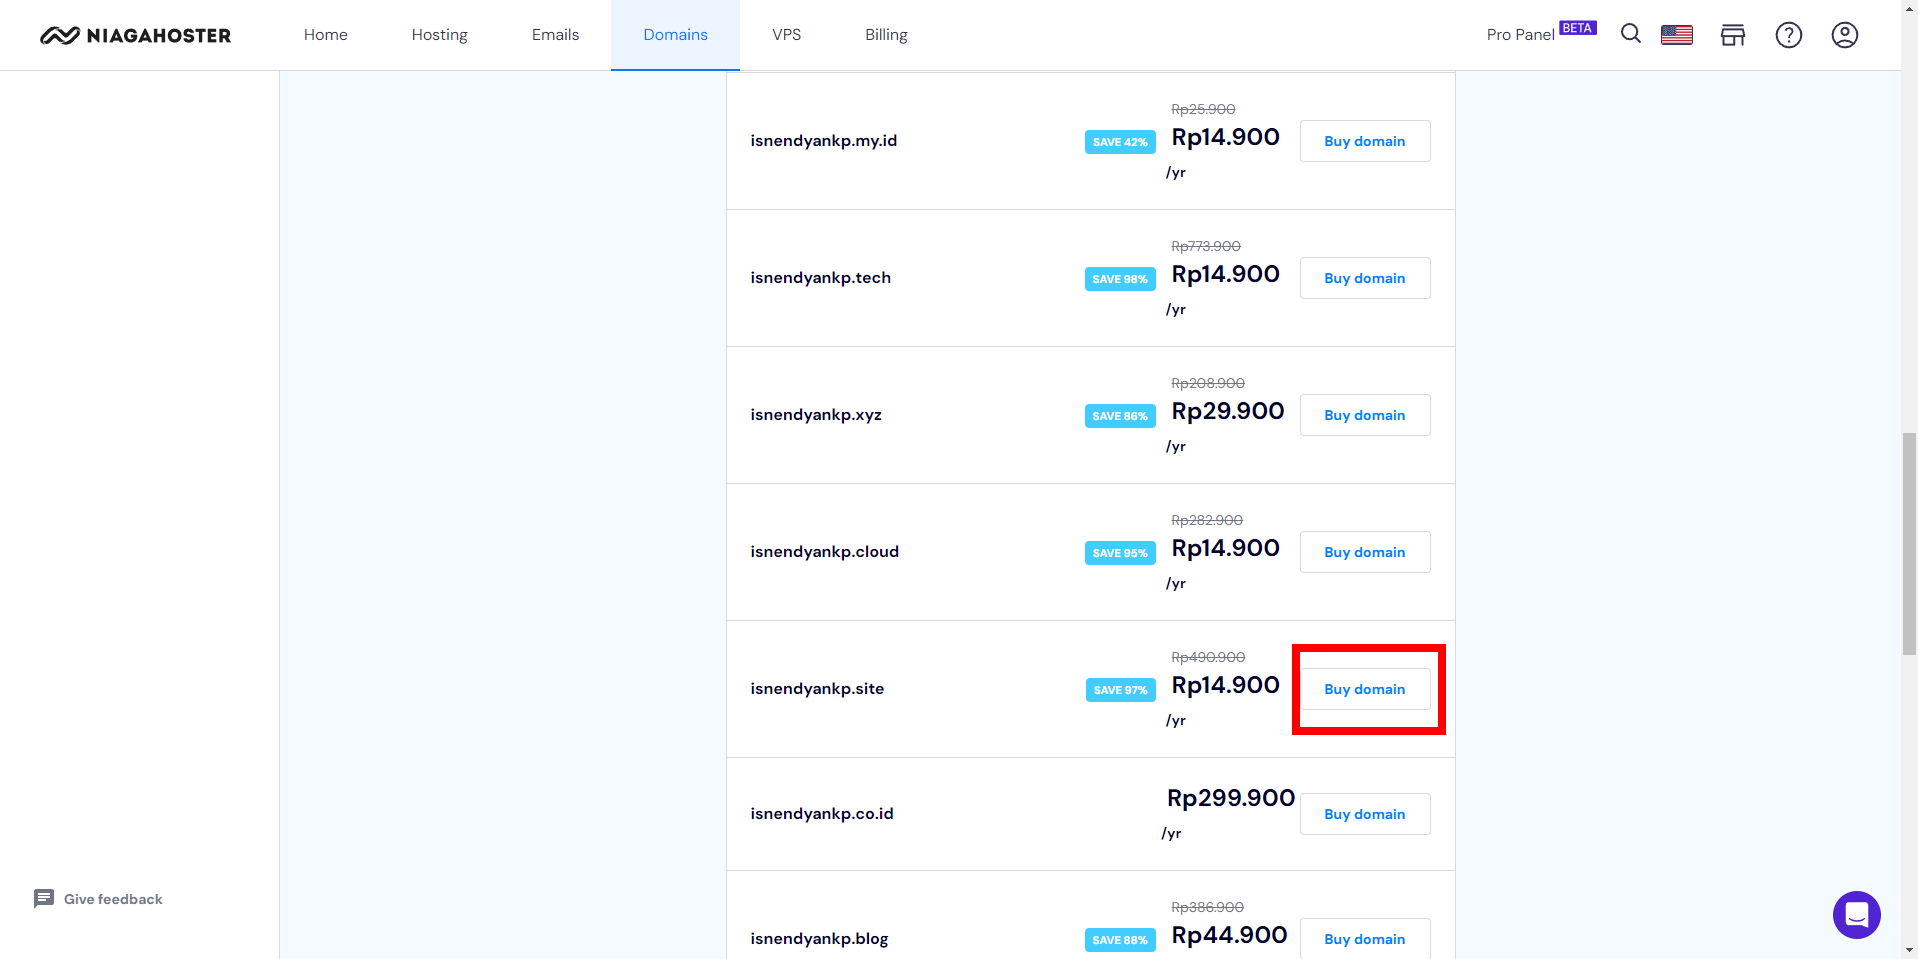 NIAGAHOSTER Home Hosting Emails Domains VPS Billing Pro Panel BETA
Rp25.900
isnendyankp.my.id SAVE 42% Rp14.900 Buy domain
/yr
Rp773.900
isnendyankp.tech SAVE 98% Rp14.900 Buy domain
/yr
Rp208.900
isnendyankp.xyz SAVE 86% Rp29.900 Buy domain
/yr
Rp282.900
isnendyankp.cloud SAVE 95% Rp14.900 Buy domain
/yr
Rp490.900
isnendyankp.site SAVE 97% Rp14.900 Buy domain
/yr
isnendyankp.co.id Rp299.900 Buy domain
/yr
Give feedback
Rp386.900
isnendyankp.blog SAVE 88% Rp44.900 Buy domain